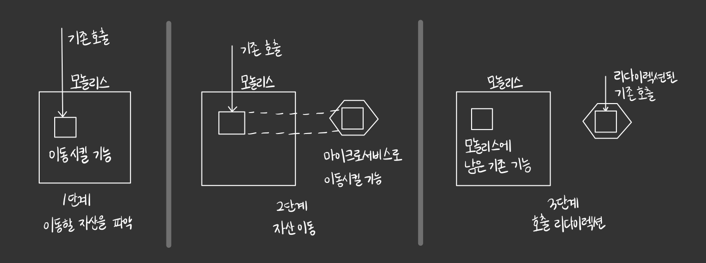 기존 호출
모놀리스
이동시킬 기능
1단계
이동할 자산을 파악
기존 호출
모놀리스
마이크로서비스로
이동시킬 기능
2단계
자산 이동
모놀리스
리다이렉션된
기존 호출
모놀리스에
남은 기존 기능
3단계
호출 리다이렉션